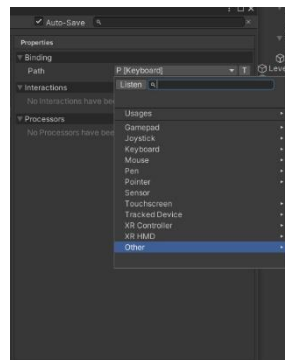 Auto-Save
Properties
Binding
Path P [Keyboard] T
Listen
Interactions
No Interactions have bee
Processors
No Processors have bee
Usages
Gamepad
Joystick
Keyboard
Mouse
Pen
Pointer
Sensor
Touchscreen
Tracked Device
XR Controller
XR HMD
Other
Leve